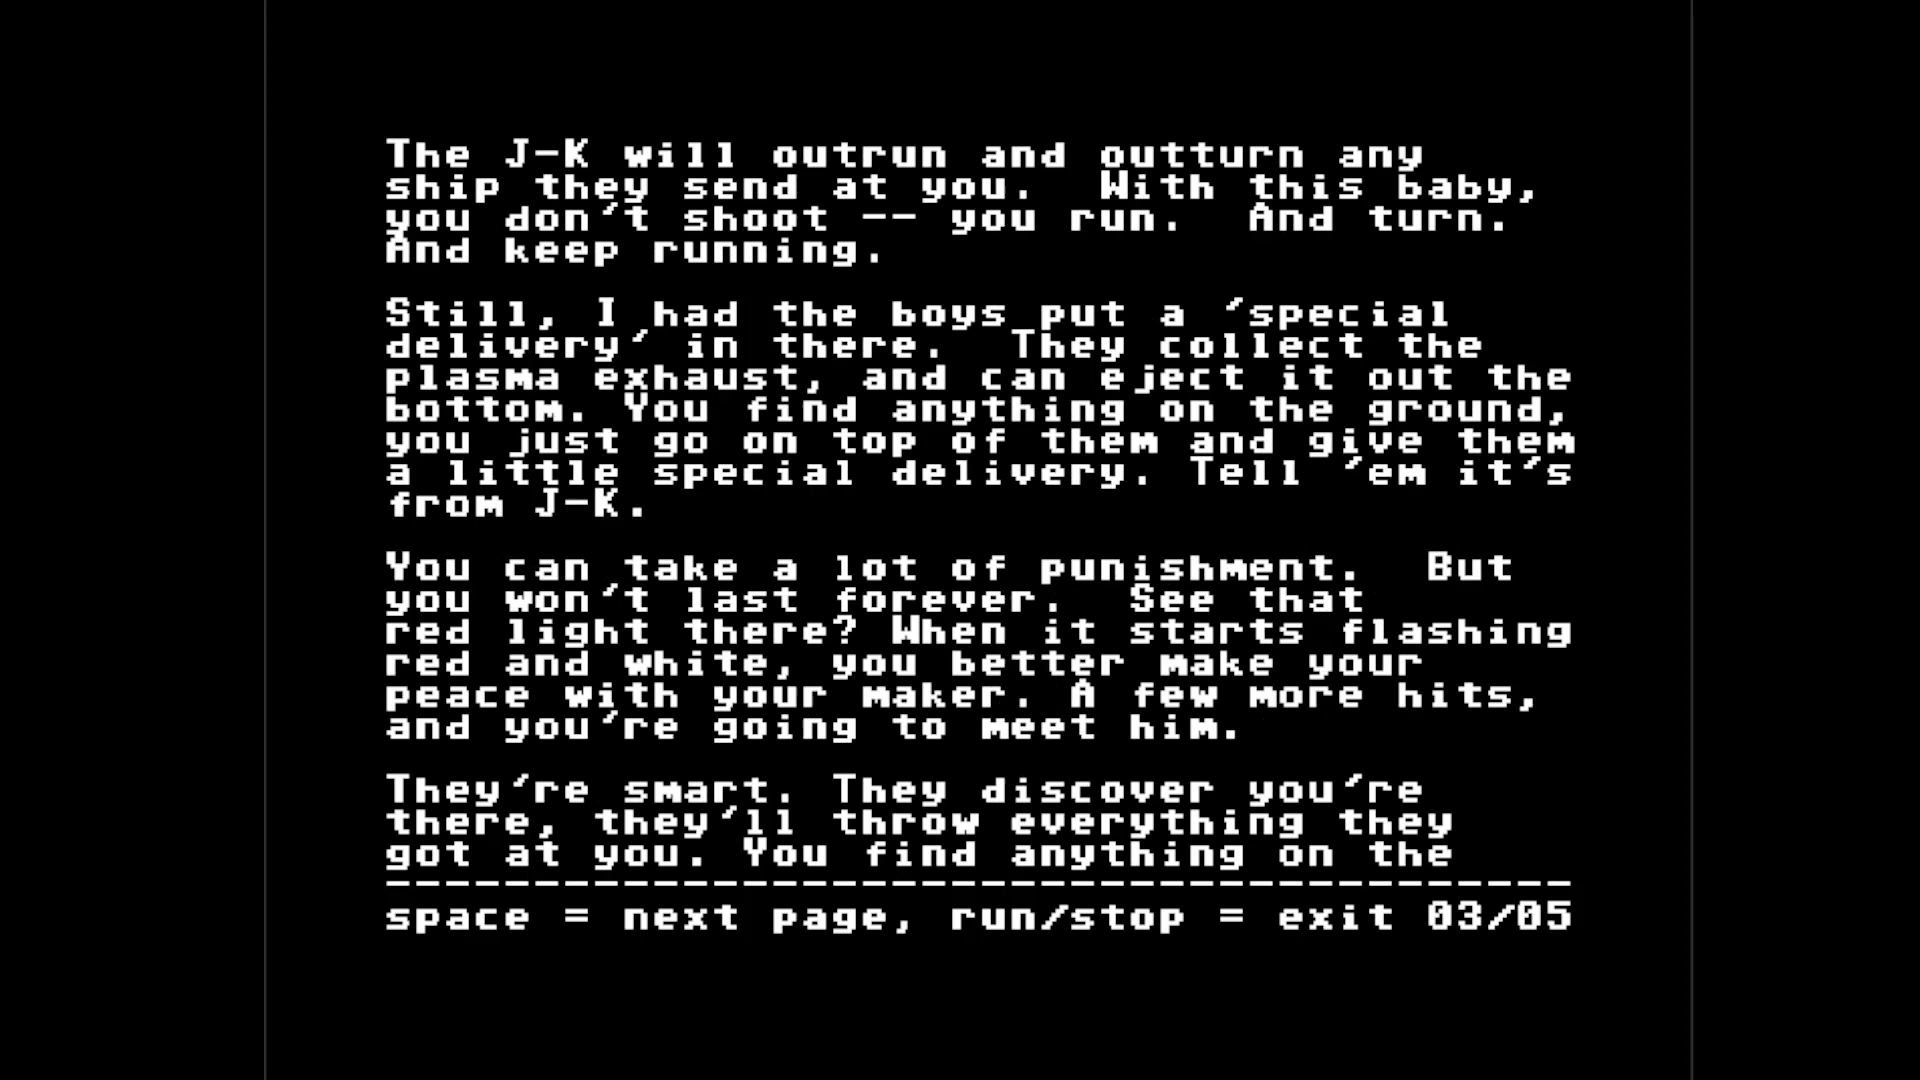 The J-K will outrun and outturn any
ship they send at you.  With this baby,
you don't shoot -- you run.  And turn.
And keep running.
Still, I had the boys put a 'special
delivery' in there.  They collect the
plasma exhaust, and can eject it out the
bottom. You find anything on the ground,
you just go on top of them and give them
a little special delivery. Tell 'em it's
from J-K.
You can take a lot of punishment.  But
you won't last forever.  See that
red light there? When it starts flashing
red and white, you better make your
peace with your maker. A few more hits,
and you're going to meet him.
They're smart. They discover you're
there, they'll throw everything they
got at you. You find anything on the
----------------------------------------
space = next page, run/stop = exit 03/05